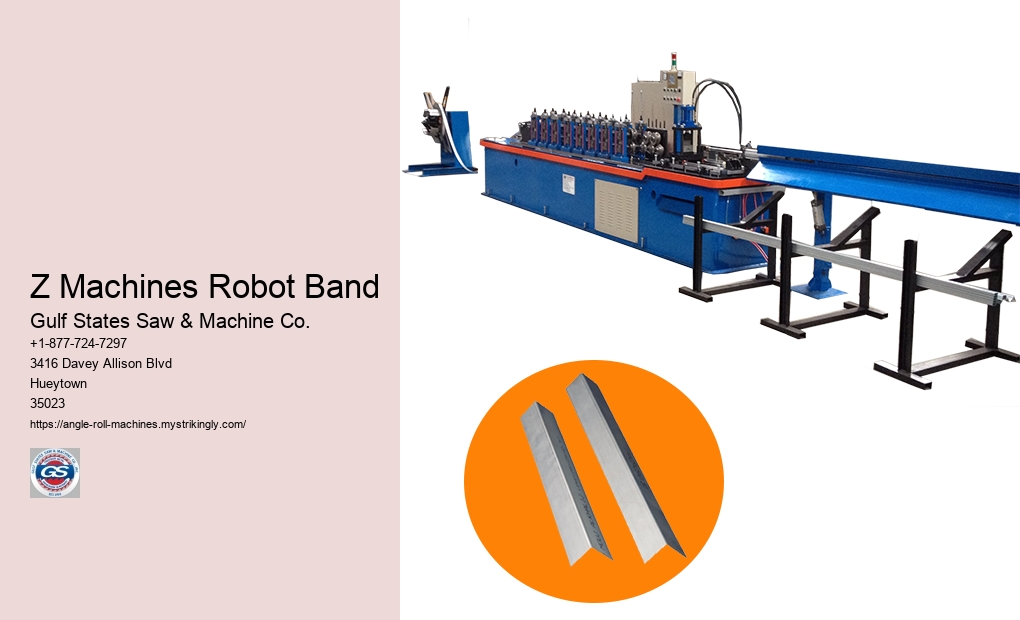 Z Machines Robot Band
Gulf States Saw & Machine Co.
+1-877-724-7297
3416 Davey Allison Blvd
Hueytown
35023
https://angle-roll-machines.mystrikingly.com/
GS